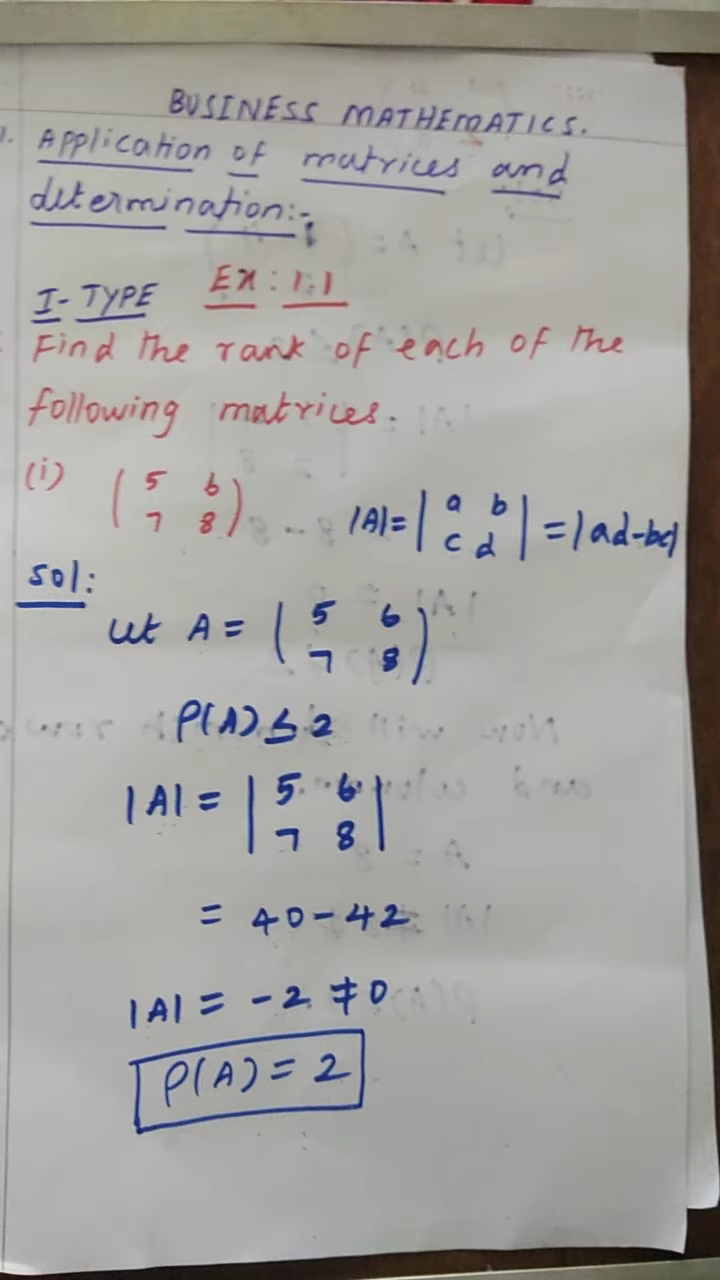 BUSINESS MATHEMATICS.
1. Application of matrices and
determination:-
I-TYPE Ex: 1.1
Find the rank of each of the
following matrices.
(i) ( 5 6
7 8 ) |A| = | a b
c d | = |ad-bc|
Sol:
Let A = ( 5 6
7 8 )
ρ(A) ≤ 2
|A| = | 5 6
7 8 |
= 40 - 42
|A| = -2 ≠ 0
ρ(A) = 2